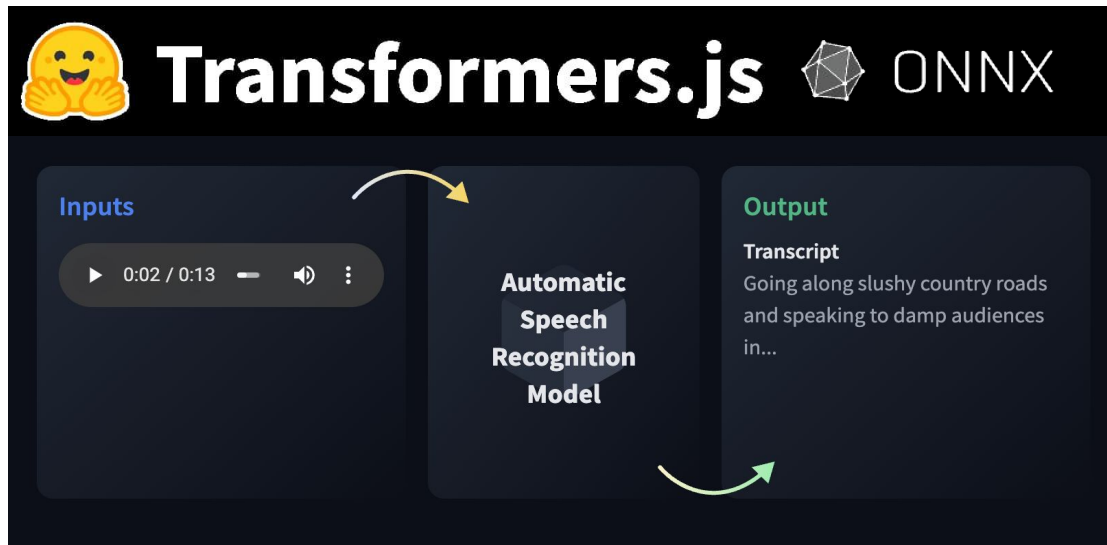 Transformers.js
ONNX
Inputs
0:02 / 0:13
Automatic
Speech
Recognition
Model
Output
Transcript
Going along slushy country roads
and speaking to damp audiences
in...